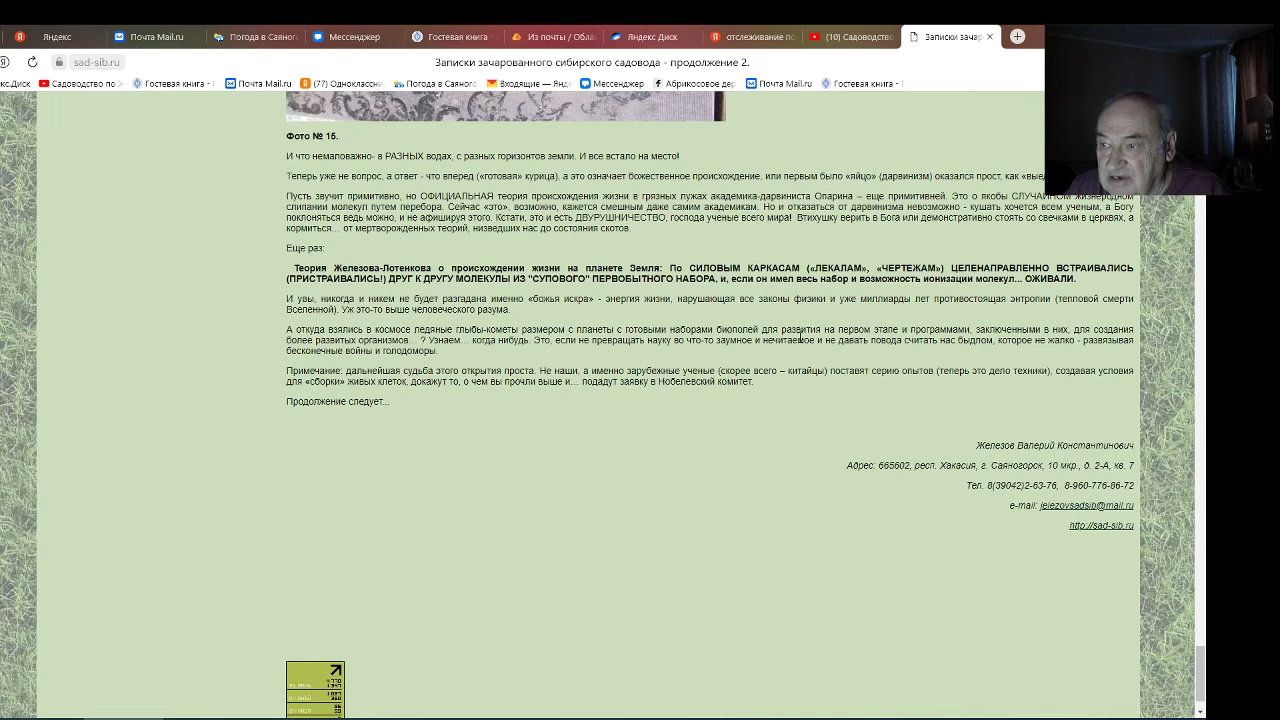 Яндекс
Почта Mail.ru
Погода в Саяног
Мессенджер
Гостевая книга -
Из почты / Обла
Яндекс Диск
отслеживание по
(10) Садоводство
Записки зачар
sad-sib.ru
Записки зачарованного сибирского садовода - продолжение 2.
с.Диск
Садоводство по
Гостевая книга -
Почта Mail.ru
(77) Одноклассни
Погода в Саяного
Входящие — Янд
Мессенджер
Абрикосовое дер
Почта Mail.ru
Гостевая книга - Г
Фото № 15.
И что немаловажно- в РАЗНЫХ водах, с разных горизонтов земли. И все встало на место!
Теперь уже не вопрос, а ответ - что вперед («готовая» курица), а это означает божественное происхождение, или первым было «яйцо» (дарвинизм) оказался прост, как «выед
Пусть звучит примитивно, но ОФИЦИАЛЬНАЯ теория происхождения жизни в грязных лужах академика-дарвиниста Опарина – еще примитивней. Это о якобы СЛУЧАЙНОМ жизнеродном
слипании молекул путем перебора. Сейчас «это», возможно, кажется смешным даже самим академикам. Но и отказаться от дарвинизма невозможно - кушать хочется всем ученым, а Богу
поклоняться ведь можно, и не афишируя этого. Кстати, это и есть ДВУРУШНИЧЕСТВО, господа ученые всего мира! Втихушку верить в Бога или демонстративно стоять со свечками в церквях, а
кормиться… от мертворожденных теорий, низведших нас до состояния скотов.
Еще раз:
Теория Железова-Лотенкова о происхождении жизни на планете Земля: По СИЛОВЫМ КАРКАСАМ («ЛЕКАЛАМ», «ЧЕРТЕЖАМ») ЦЕЛЕНАПРАВЛЕННО ВСТРАИВАЛИСЬ
(ПРИСТРАИВАЛИСЬ!) ДРУГ К ДРУГУ МОЛЕКУЛЫ ИЗ "СУПОВОГО" ПЕРВОБЫТНОГО НАБОРА, и, если он имел весь набор и возможность ионизации молекул... ОЖИВАЛИ.
И увы, никогда и никем не будет разгадана именно «божья искра» - энергия жизни, нарушающая все законы физики и уже миллиарды лет противостоящая энтропии (тепловой смерти
Вселенной). Уж это-то выше человеческого разума.
А откуда взялись в космосе ледяные глыбы-кометы размером с планеты с готовыми наборами биополей для развития на первом этапе и программами, заключенными в них, для создания
более развитых организмов… ? Узнаем… когда нибудь. Это, если не превращать науку во что-то заумное и нечитаемое и не давать повода считать нас быдлом, которое не жалко - развязывая
бесконечные войны и голодоморы.
Примечание: дальнейшая судьба этого открытия проста. Не наши, а именно зарубежные ученые (скорее всего – китайцы) поставят серию опытов (теперь это дело техники), создавая условия
для «сборки» живых клеток, докажут то, о чем вы прочли выше и… подадут заявку в Нобелевский комитет.
Продолжение следует...
Железов Валерий Константинович
Адрес: 665602, респ. Хакасия, г. Саяногорск, 10 мкр., д. 2-А, кв. 7
Тел. 8(39042)2-63-76, 8-960-776-86-72
e-mail: jelezovsadsib@mail.ru
http://sad-sib.ru